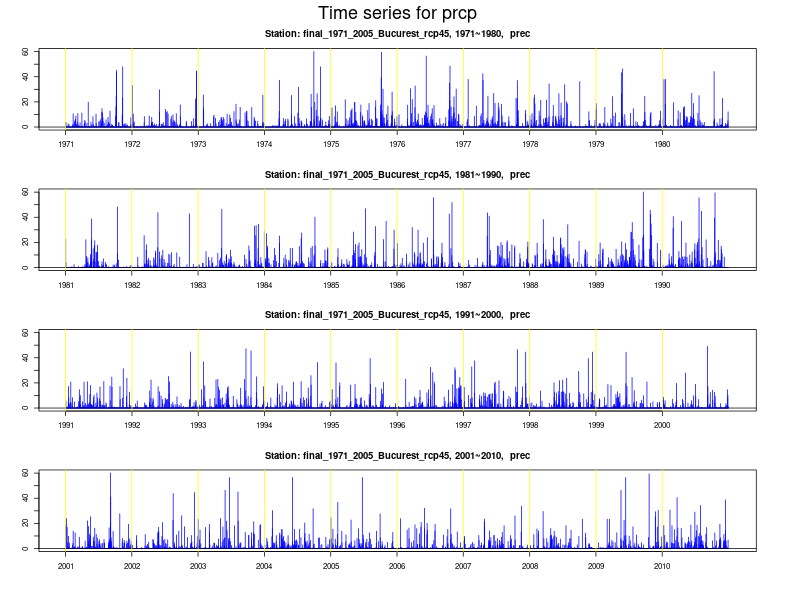 Time series for prcp
Station: final_1971_2005_Bucurest_rcp45, 1971~1980, prec
60
40
20
0
1971 1972 1973 1974 1975 1976 1977 1978 1979 1980
Station: final_1971_2005_Bucurest_rcp45, 1981~1990, prec
60
40
20
0
1981 1982 1983 1984 1985 1986 1987 1988 1989 1990
Station: final_1971_2005_Bucurest_rcp45, 1991~2000, prec
60
40
20
0
1991 1992 1993 1994 1995 1996 1997 1998 1999 2000
Station: final_1971_2005_Bucurest_rcp45, 2001~2010, prec
60
40
20
0
2001 2002 2003 2004 2005 2006 2007 2008 2009 2010